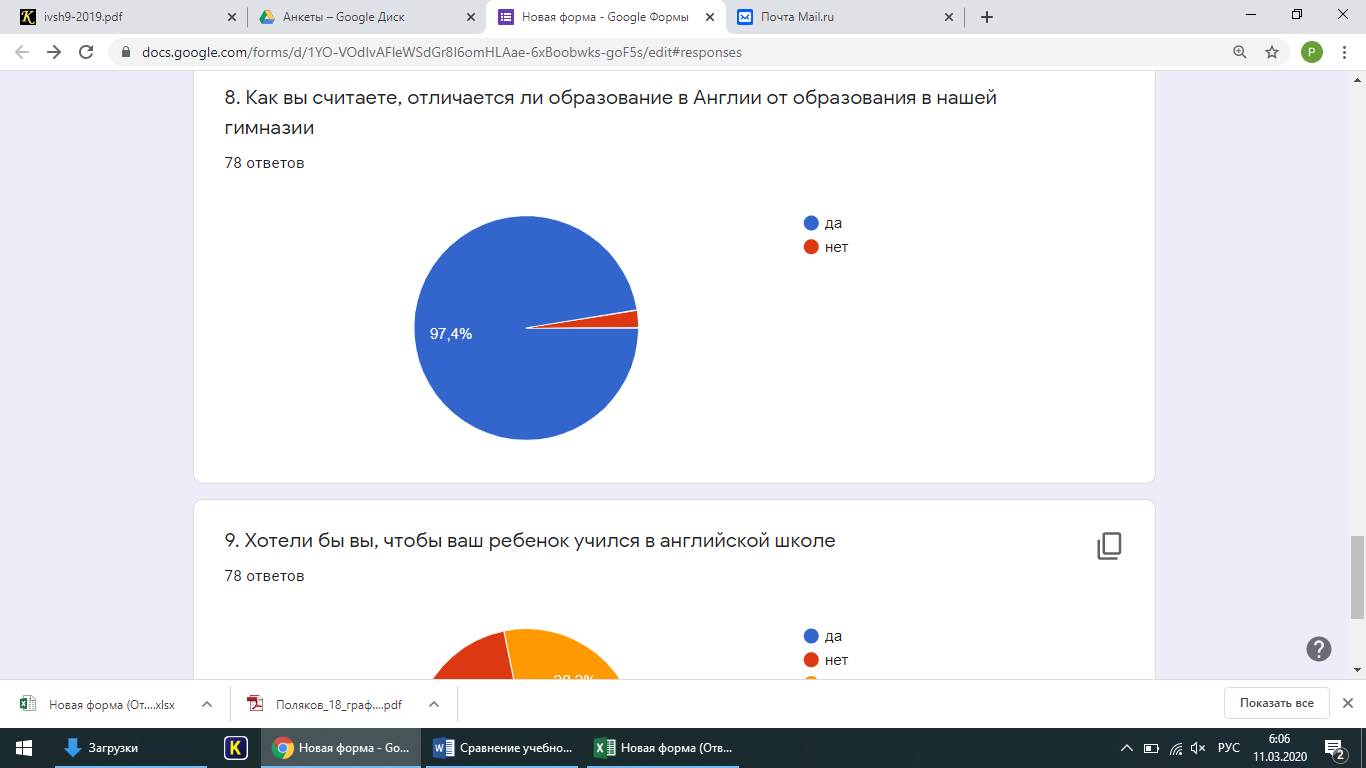 ivsh9-2019.pdf
Анкеты – Google Диск
Новая форма - Google Формы
Почта Mail.ru
docs.google.com/forms/d/1YO-VOdIvAFleWSdGr8I6omHLAae-6xBoobwks-goF5s/edit#responses
P
8. Как вы считаете, отличается ли образование в Англии от образования в нашей
гимназии
78 ответов
да
нет
97,4%
9. Хотели бы вы, чтобы ваш ребенок учился в английской школе
78 ответов
да
нет
Новая форма (От....xlsx
Поляков_18_граф....pdf
Показать все
Загрузки
K
Новая форма - Go...
Сравнение учебно...
Новая форма (Отв...
РУС
6:06
11.03.2020
2